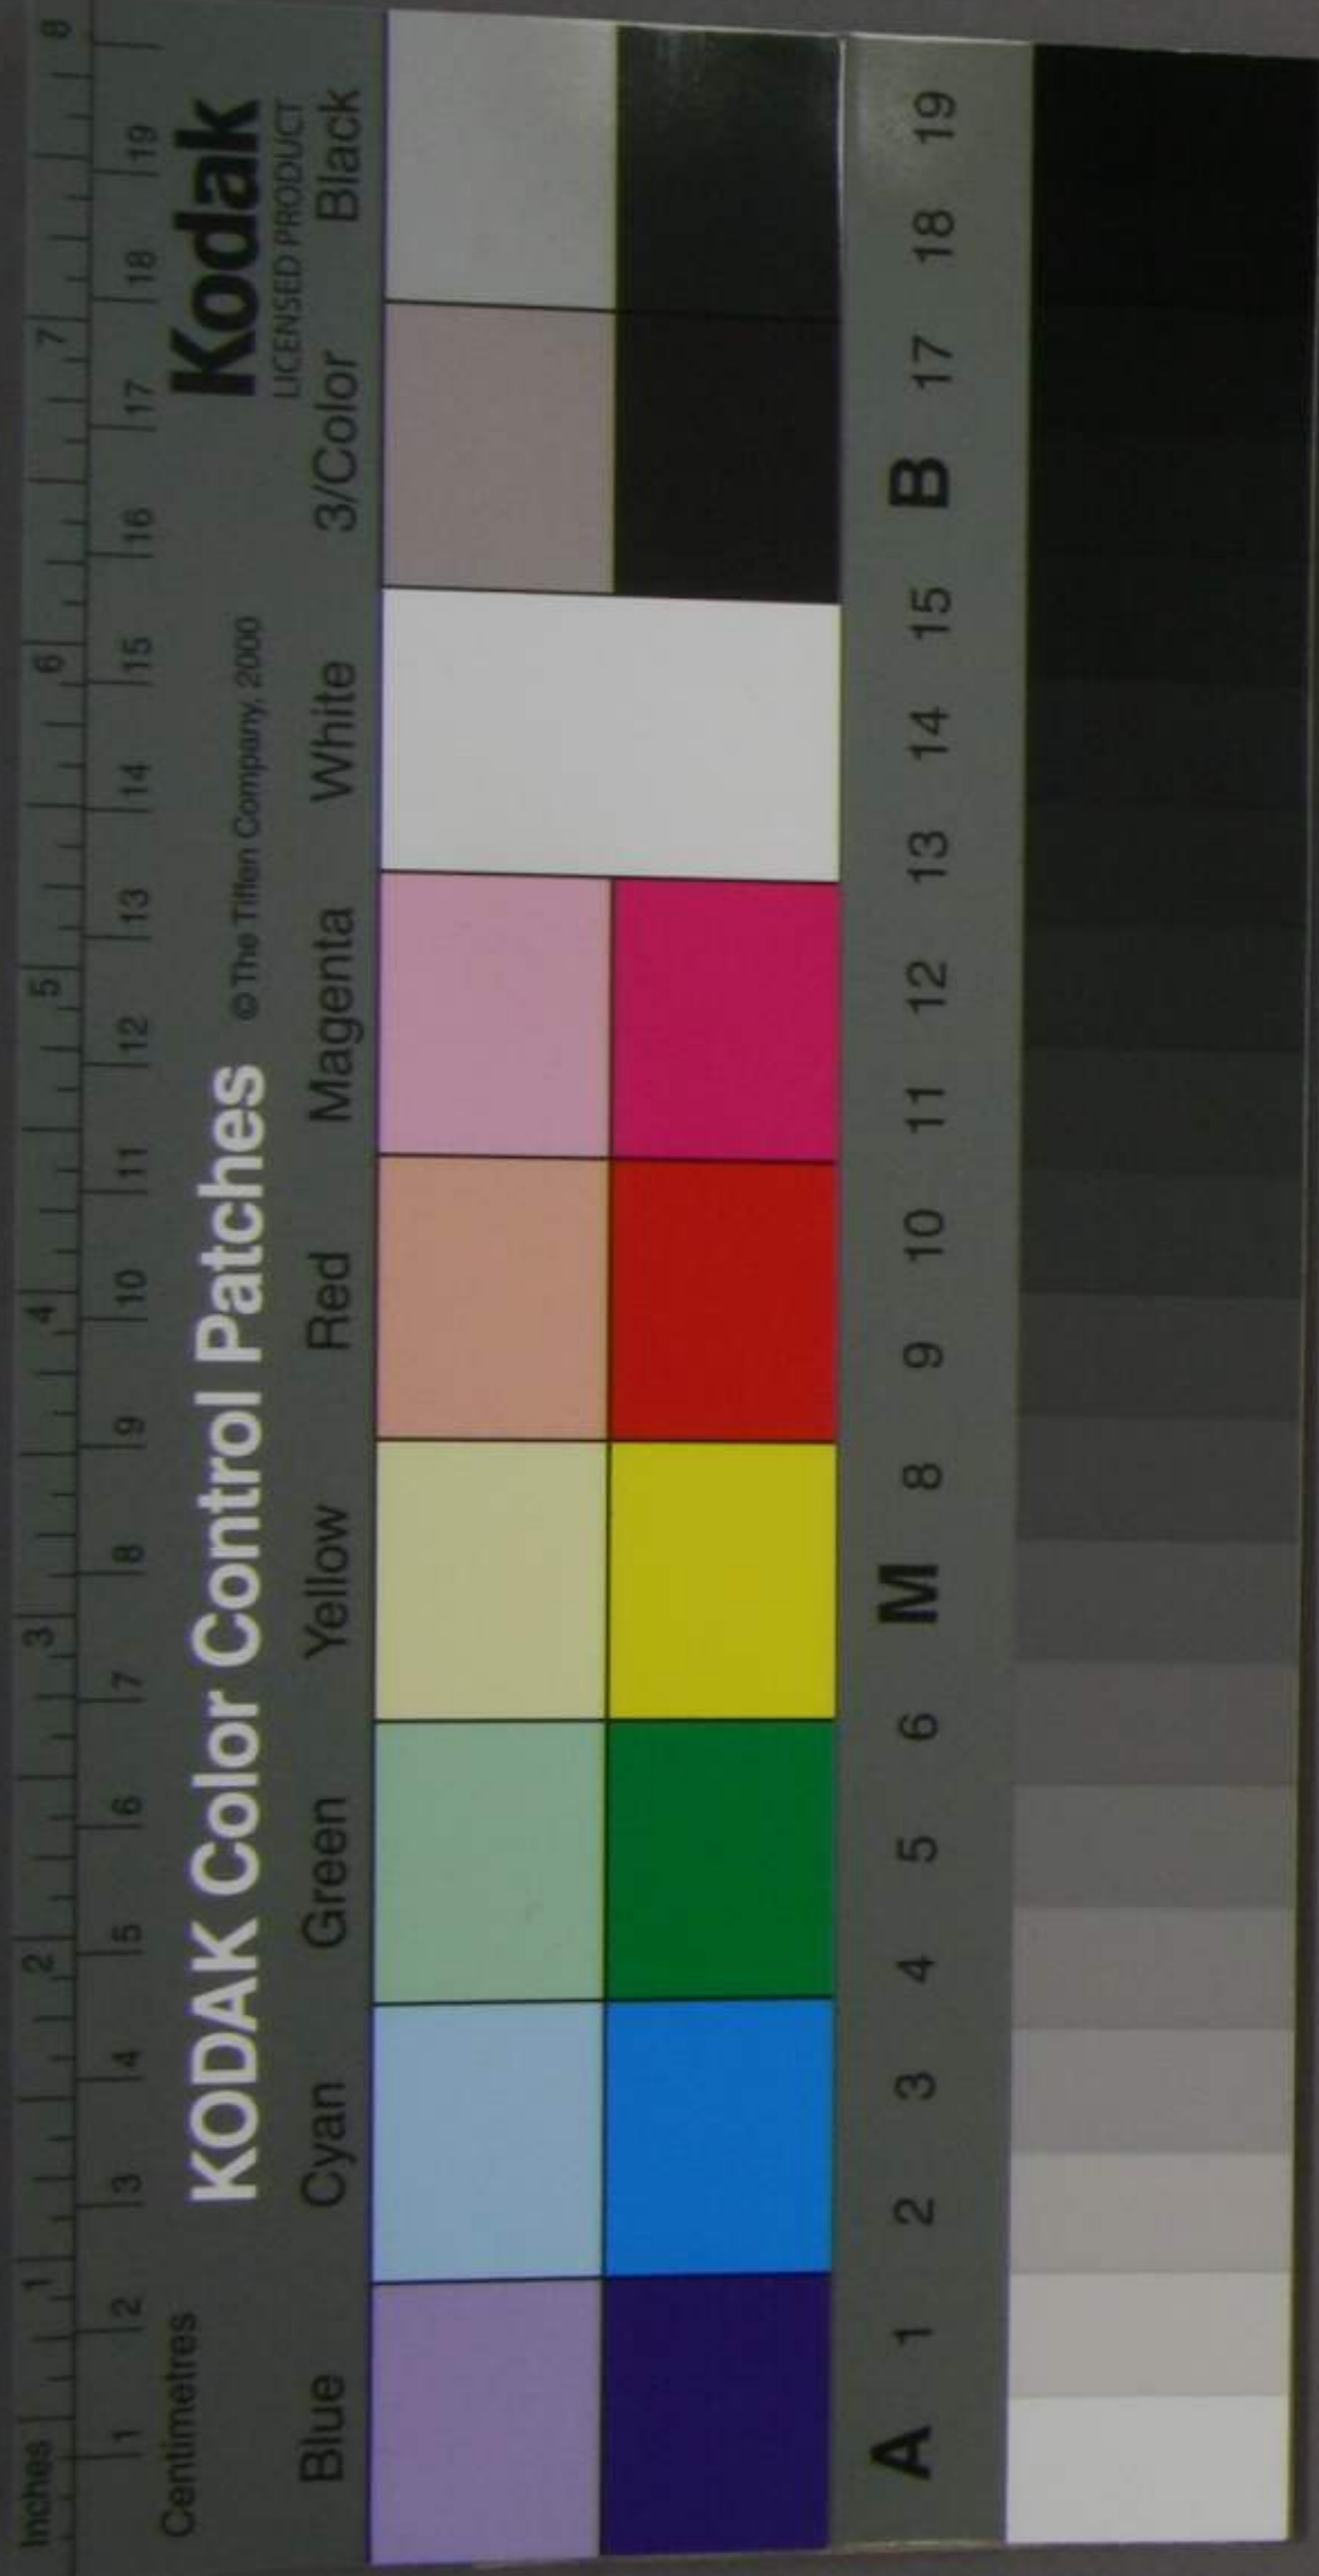 Inches 1 2 3 4 5 6 7 8
Centimetres 1 2 3 4 5 6 7 8 9 10 11 12 13 14 15 16 17 18 19
KODAK Color Control Patches © The Tiffen Company, 2000 Kodak
LICENSED PRODUCT
Blue Cyan Green Yellow Red Magenta White 3/Color Black
A 1 2 3 4 5 6 M 8 9 10 11 12 13 14 15 B 17 18 19